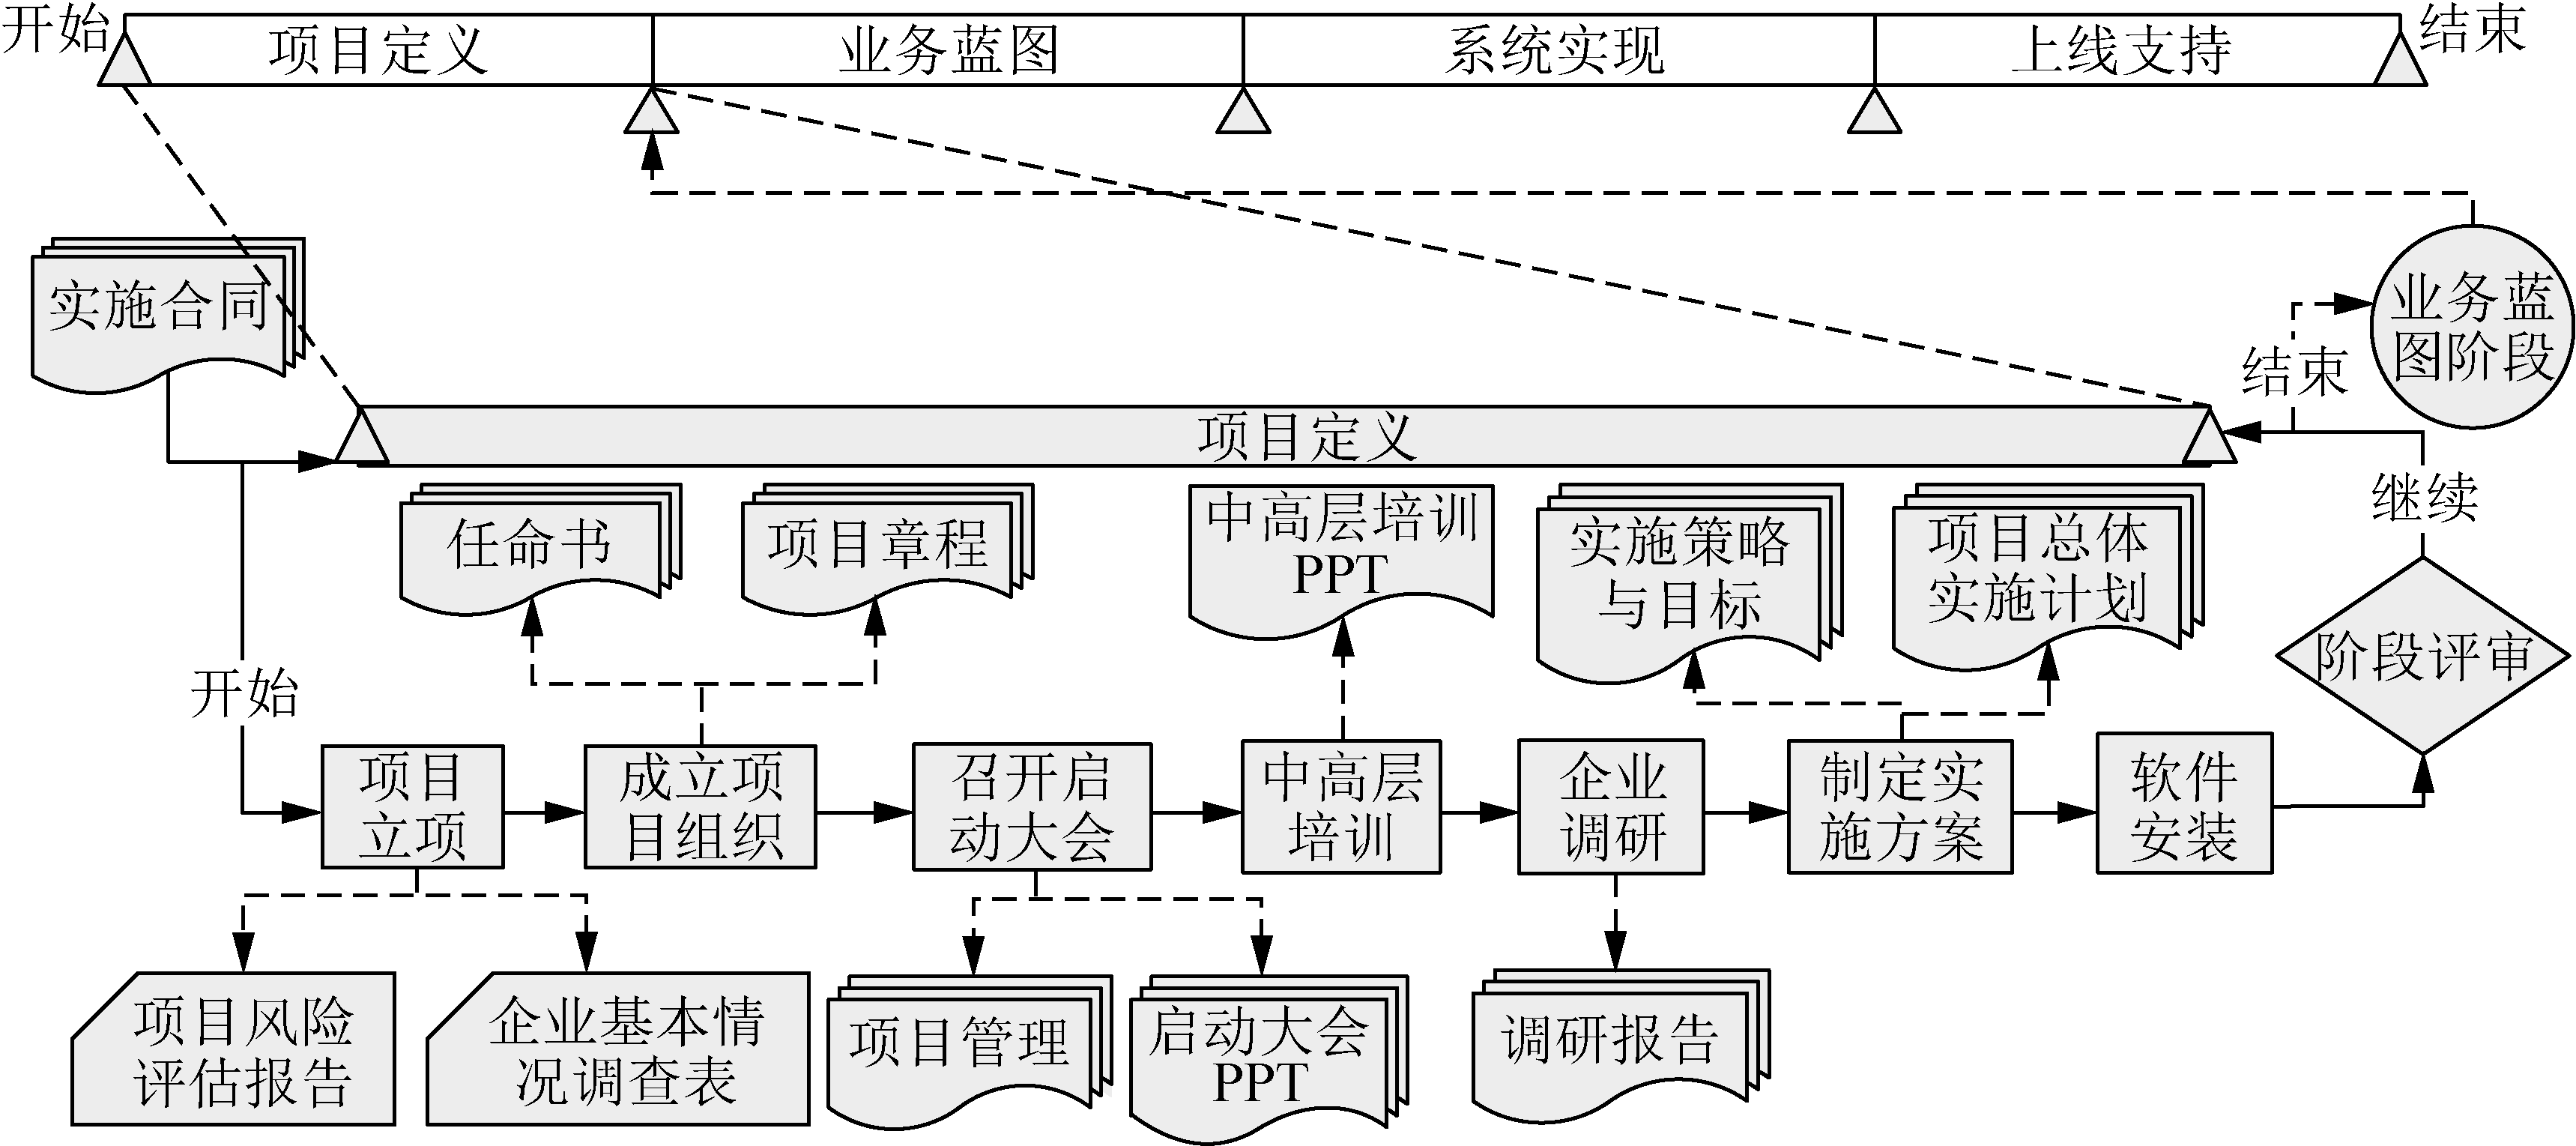 开始
项目定义
业务蓝图
系统实现
上线支持
结束
实施合同
业务蓝
图阶段
结束
项目定义
继续
任命书
项目章程
中高层培训
PPT
实施策略
与目标
项目总体
实施计划
阶段评审
开始
项目
立项
成立项
目组织
召开启
动大会
中高层
培训
企业
调研
制定实
施方案
软件
安装
项目风险
评估报告
企业基本情
况调查表
项目管理
启动大会
PPT
调研报告